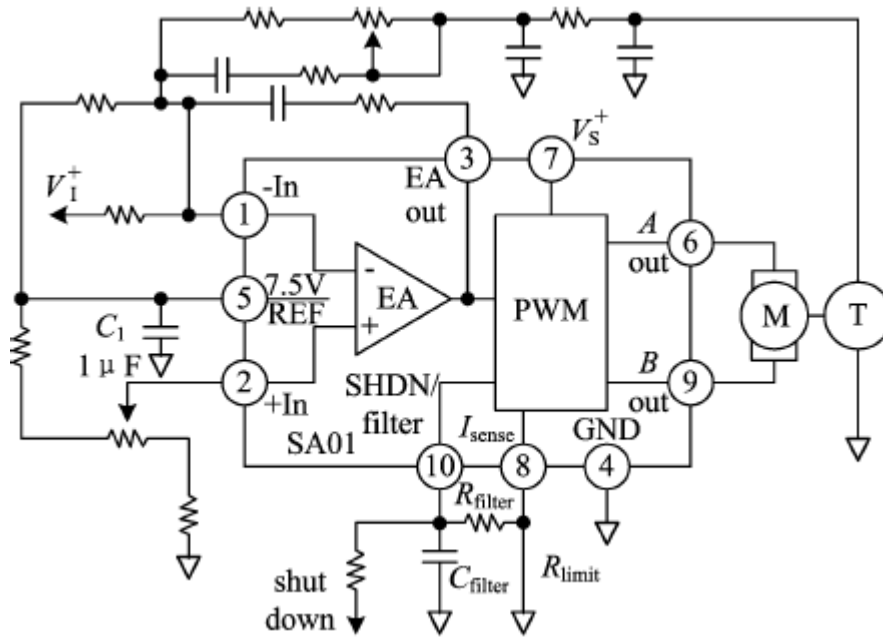 V_S^+
3
7
EA
out
V_I^+
-In
1
A
6
out
5
7.5V
REF
-
EA
+
PWM
M
T
C_1
1 μF
2
+In
SHDN/
filter
B
9
out
SA01
I_sense
GND
10
8
4
R_filter
shut
down
C_filter
R_limit